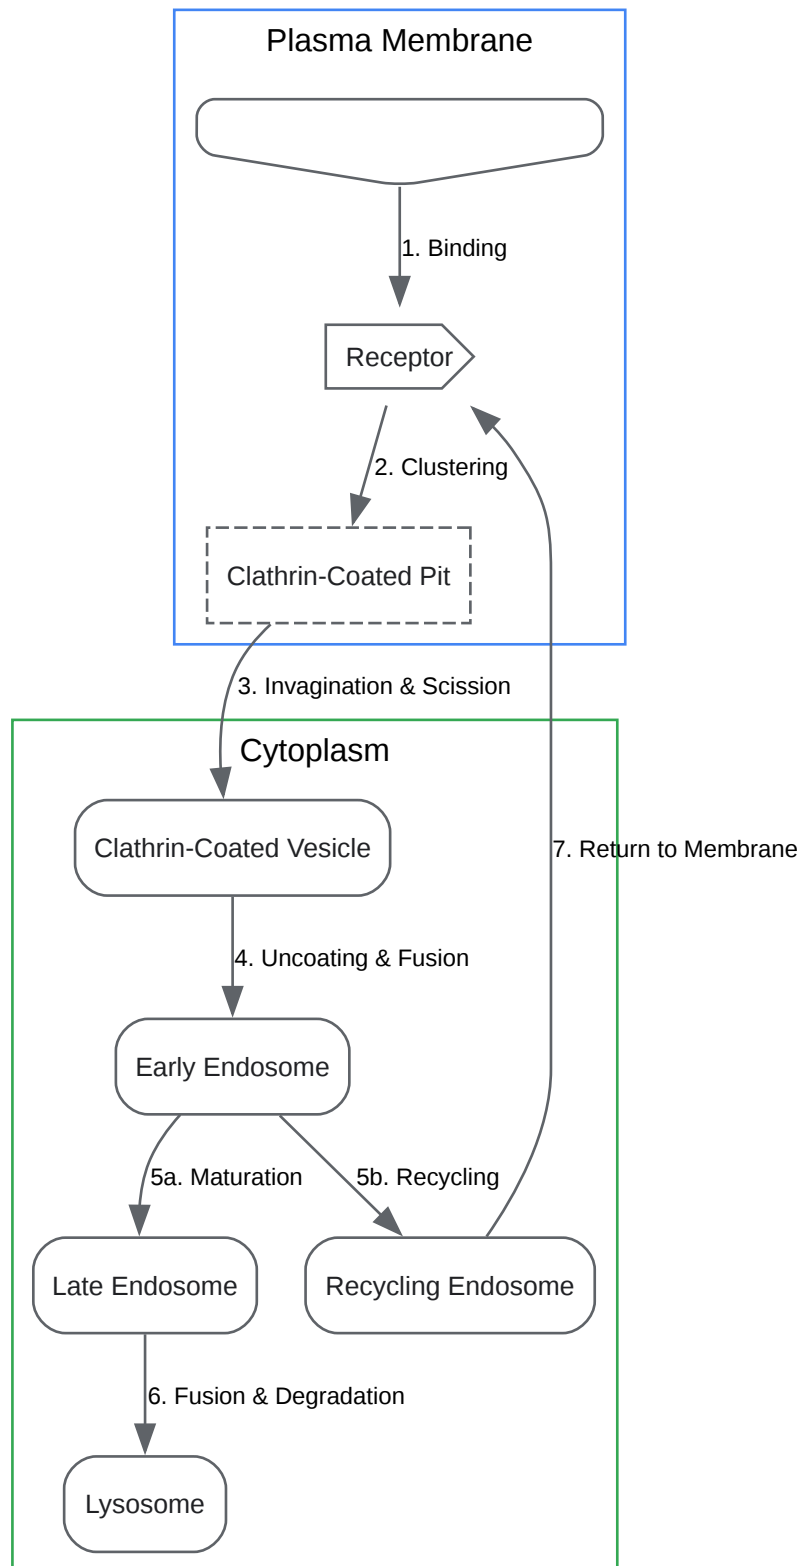 Plasma Membrane
1. Binding
Receptor
2. Clustering
Clathrin-Coated Pit
3. Invagination & Scission
Cytoplasm
Clathrin-Coated Vesicle
7. Return to Membrane
4. Uncoating & Fusion
Early Endosome
5a. Maturation
5b. Recycling
Late Endosome
Recycling Endosome
6. Fusion & Degradation
Lysosome